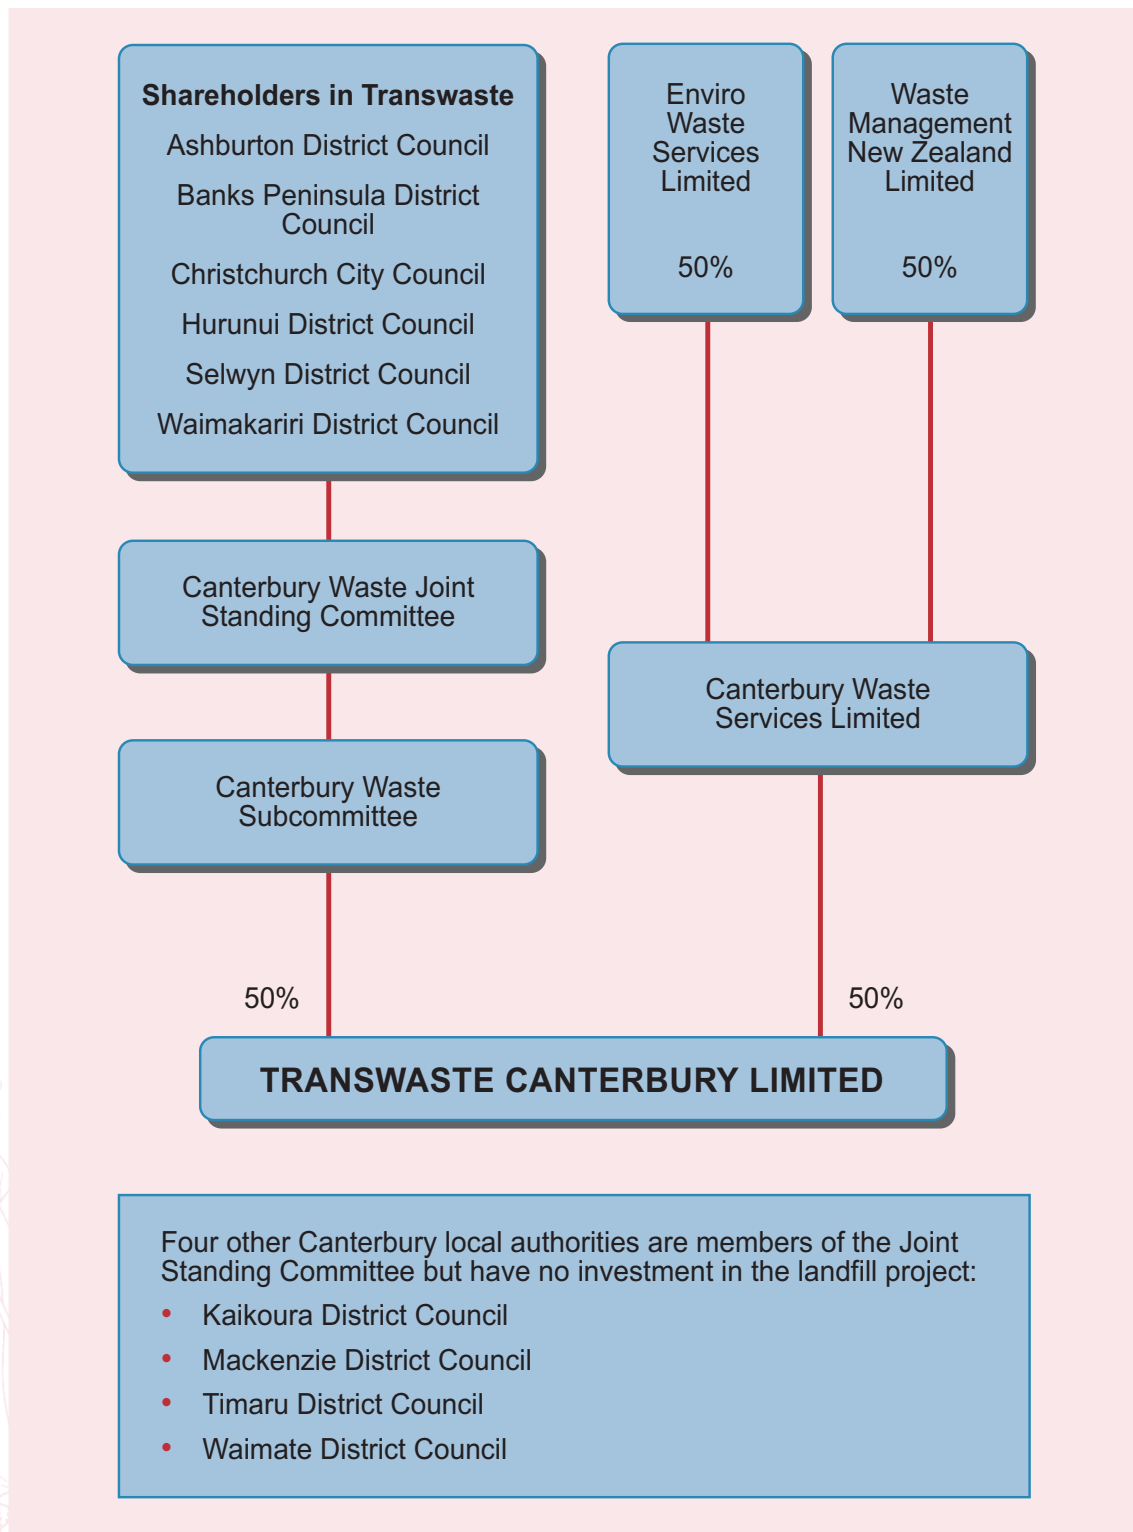 Shareholders in Transwaste
Ashburton District Council
Banks Peninsula District
Council
Christchurch City Council
Hurunui District Council
Selwyn District Council
Waimakariri District Council
Enviro
Waste
Services
Limited
50%
Waste
Management
New Zealand
Limited
50%
Canterbury Waste Joint
Standing Committee
Canterbury Waste
Subcommittee
Canterbury Waste
Services Limited
50%
50%
TRANSWASTE CANTERBURY LIMITED
Four other Canterbury local authorities are members of the Joint
Standing Committee but have no investment in the landfill project:
• Kaikoura District Council
• Mackenzie District Council
• Timaru District Council
• Waimate District Council